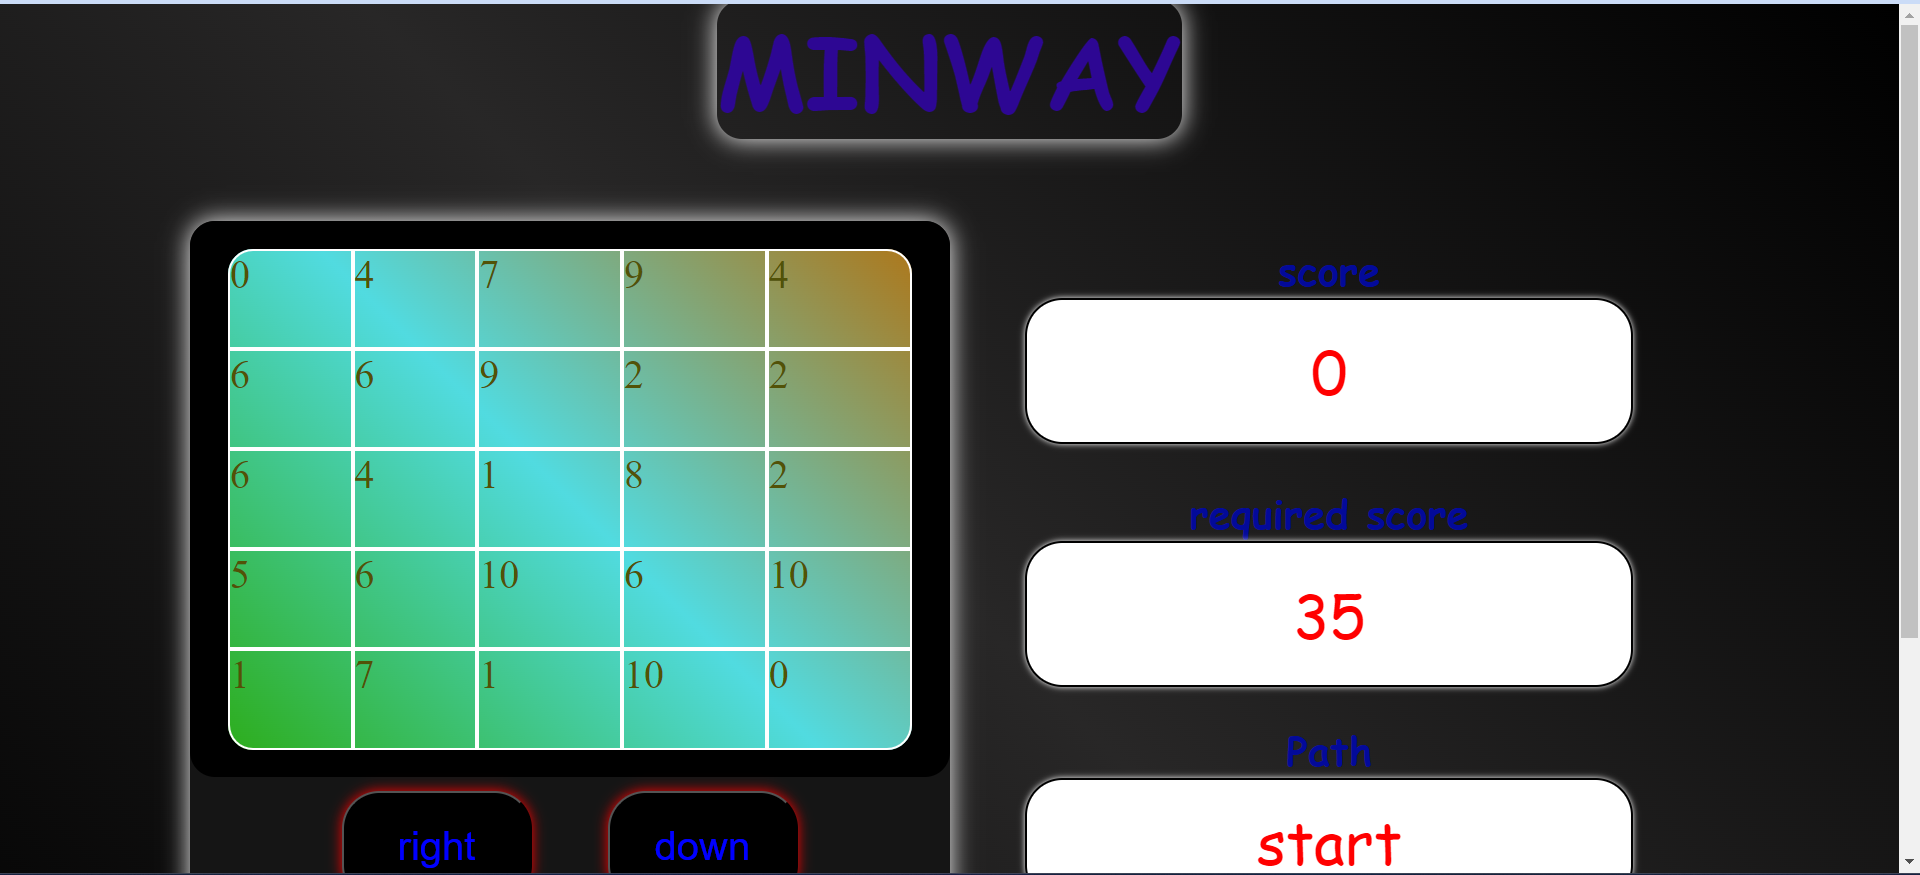 MINWAY
0 4 7 9 4
6 6 9 2 2
6 4 1 8 2
5 6 10 6 10
1 7 1 10 0
right down
score
0
required score
35
Path
start